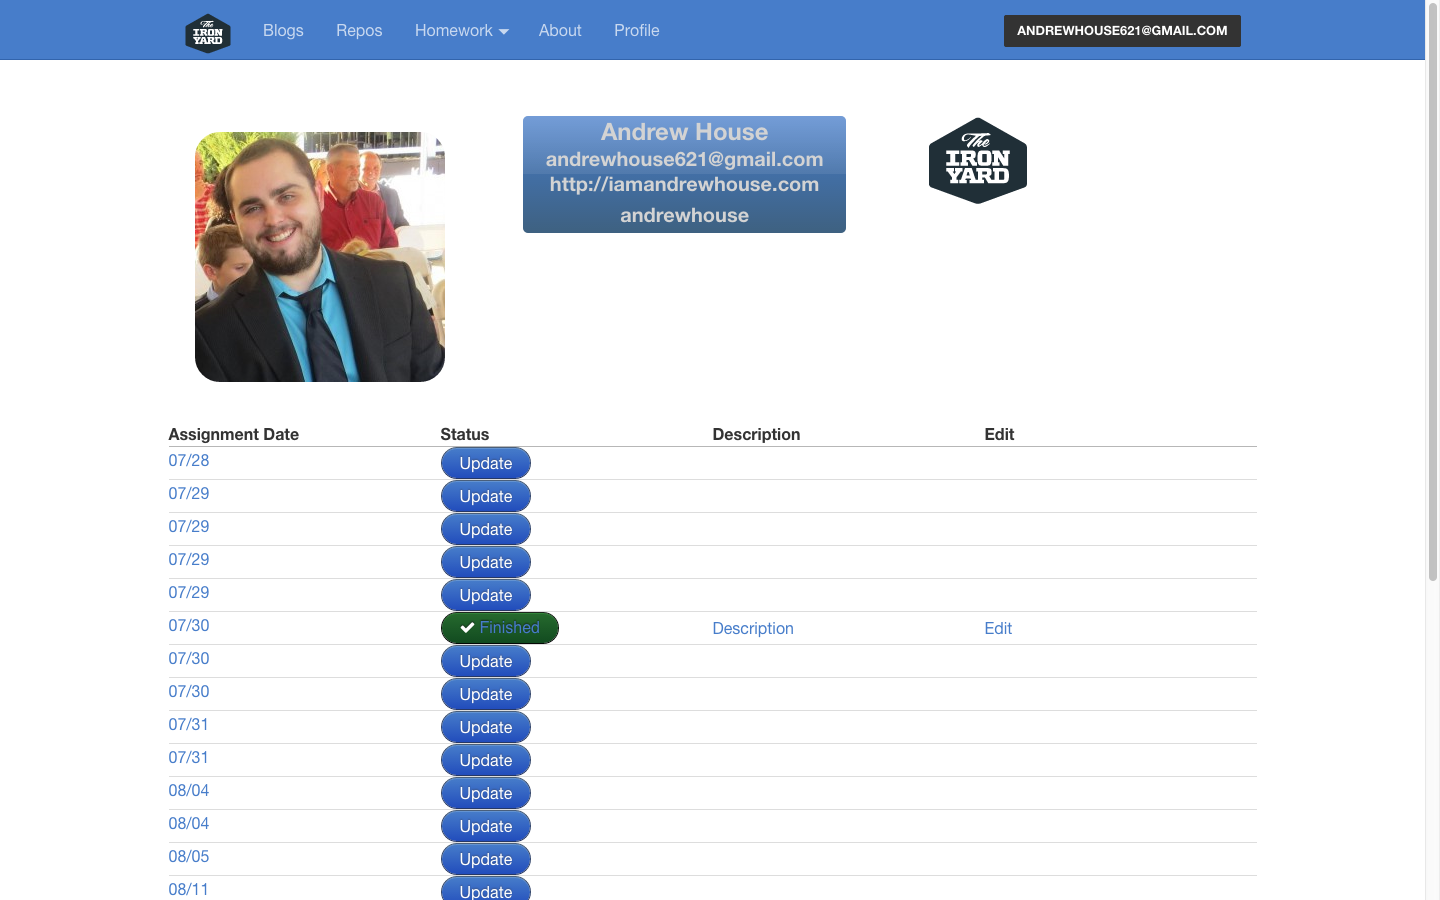 The IRON YARD Blogs Repos Homework About Profile ANDREWHOUSE621@GMAIL.COM
Andrew House
andrewhouse621@gmail.com
http://iamandrewhouse.com
andrewhouse
The
IRON
YARD
Assignment Date Status Description Edit
07/28 Update
07/29 Update
07/29 Update
07/29 Update
07/29 Update
07/30 Finished Description Edit
07/30 Update
07/30 Update
07/31 Update
07/31 Update
08/04 Update
08/04 Update
08/05 Update
08/11 Update